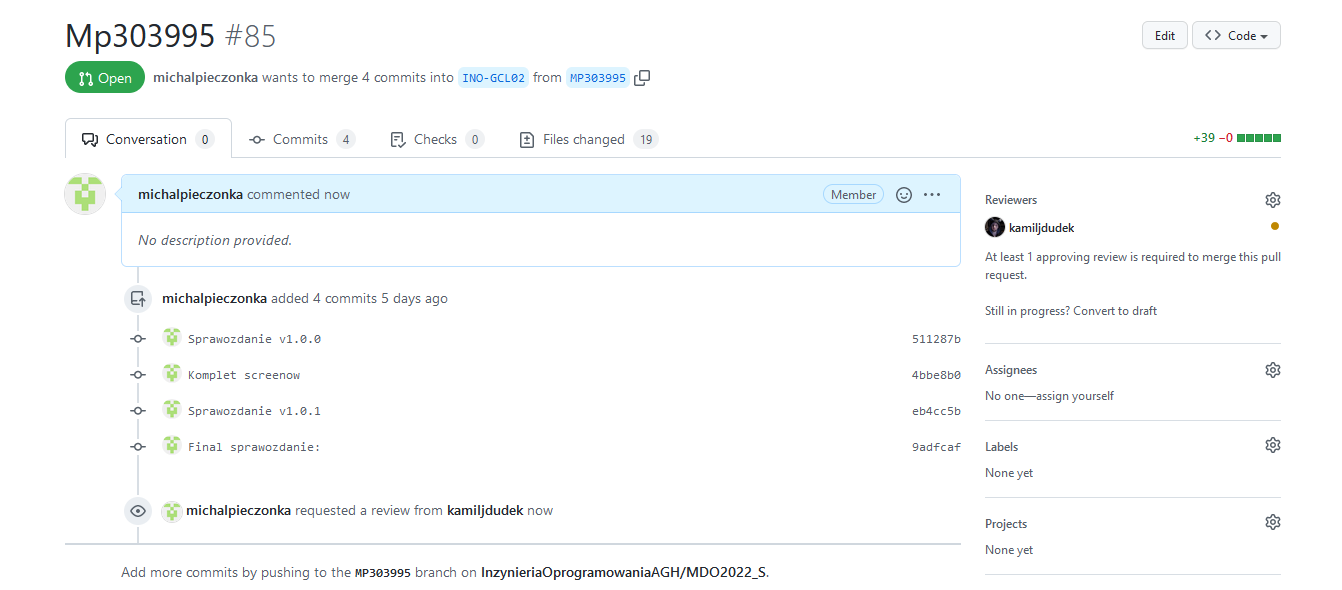 Mp303995 #85
Edit
Code
Open
michalpieczonka wants to merge 4 commits into INO-GCL02 from MP303995
Conversation 0
Commits 4
Checks 0
Files changed 19
+39 −0
michalpieczonka commented now
Member
No description provided.
michalpieczonka added 4 commits 5 days ago
Sprawozdanie v1.0.0 511287b
Komplet screenow 4bbe8b0
Sprawozdanie v1.0.1 eb4cc5b
Final sprawozdanie: 9adfcaf
michalpieczonka requested a review from kamiljdudek now
Add more commits by pushing to the MP303995 branch on InzynieriaOprogramowaniaAGH/MDO2022_S.
Reviewers
kamiljdudek
At least 1 approving review is required to merge this pull
request.
Still in progress? Convert to draft
Assignees
No one—assign yourself
Labels
None yet
Projects
None yet